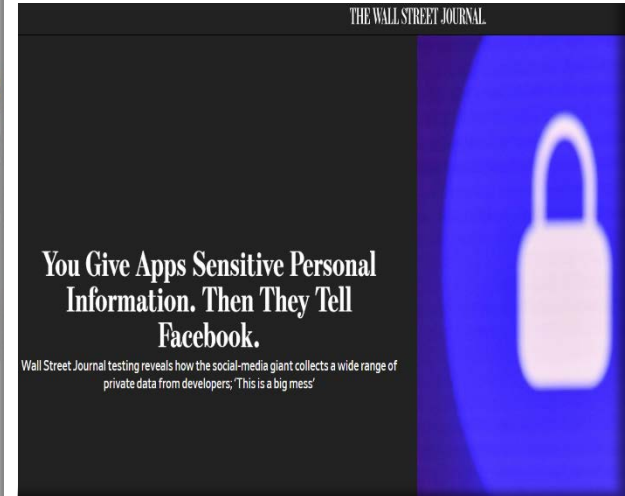 THE WALL STREET JOURNAL.
You Give Apps Sensitive Personal
Information. Then They Tell
Facebook.
Wall Street Journal testing reveals how the social-media giant collects a wide range of
private data from developers; 'This is a big mess'